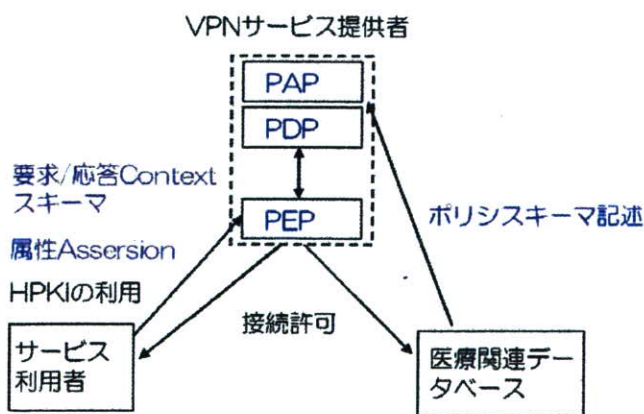 VPNサービス提供者
PAP
PDP
要求/応答Context
スキーマ
PEP
ポリシスキーマ記述
属性Assersion
HPKIの利用
接続許可
サービス
利用者
医療関連デー
タベース